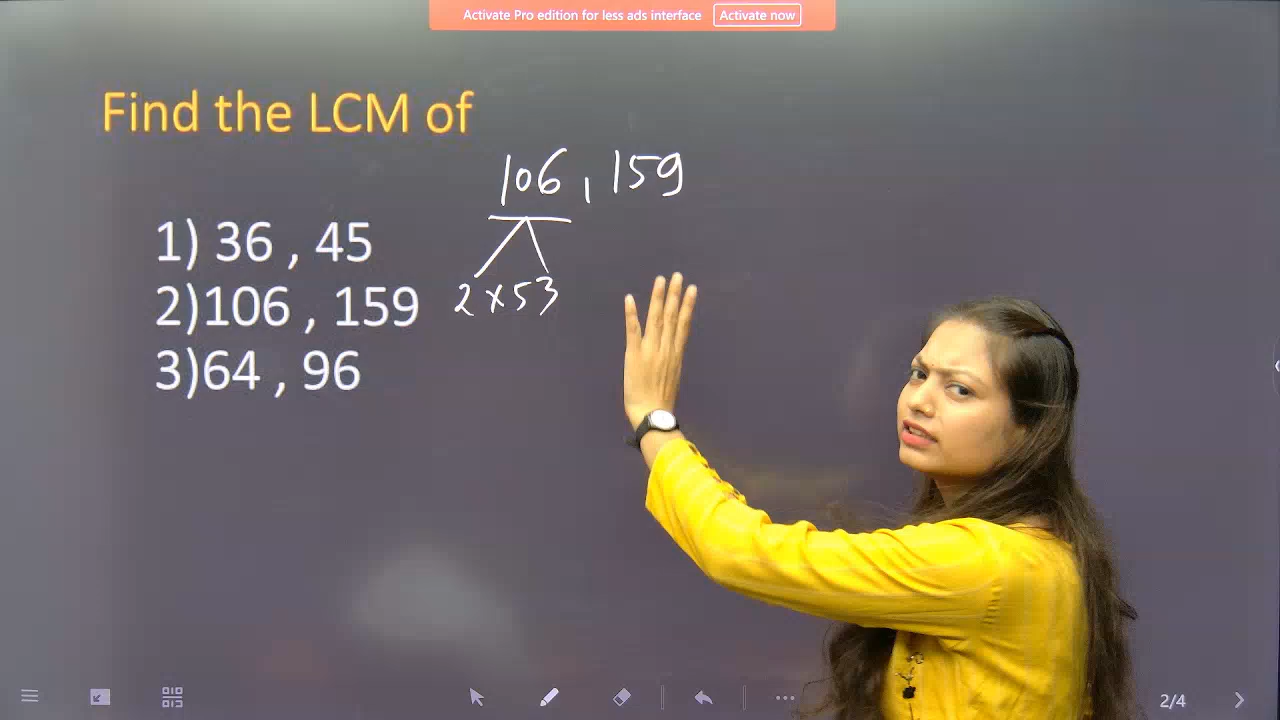 Activate Pro edition for less ads interface Activate now
Find the LCM of
106 , 159
1) 36 , 45
2 × 53
2)106 , 159
3)64 , 96
2/4